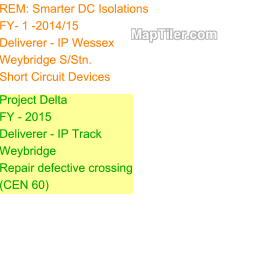 REM: Smarter DC Isolations
FY- 1 -2014/15
Deliverer - IP Wessex
MapTiler.com
Weybridge S/Stn.
Short Circuit Devices
Project Delta
FY - 2015
Deliverer - IP Track
Weybridge
Repair defective crossing
(CEN 60)